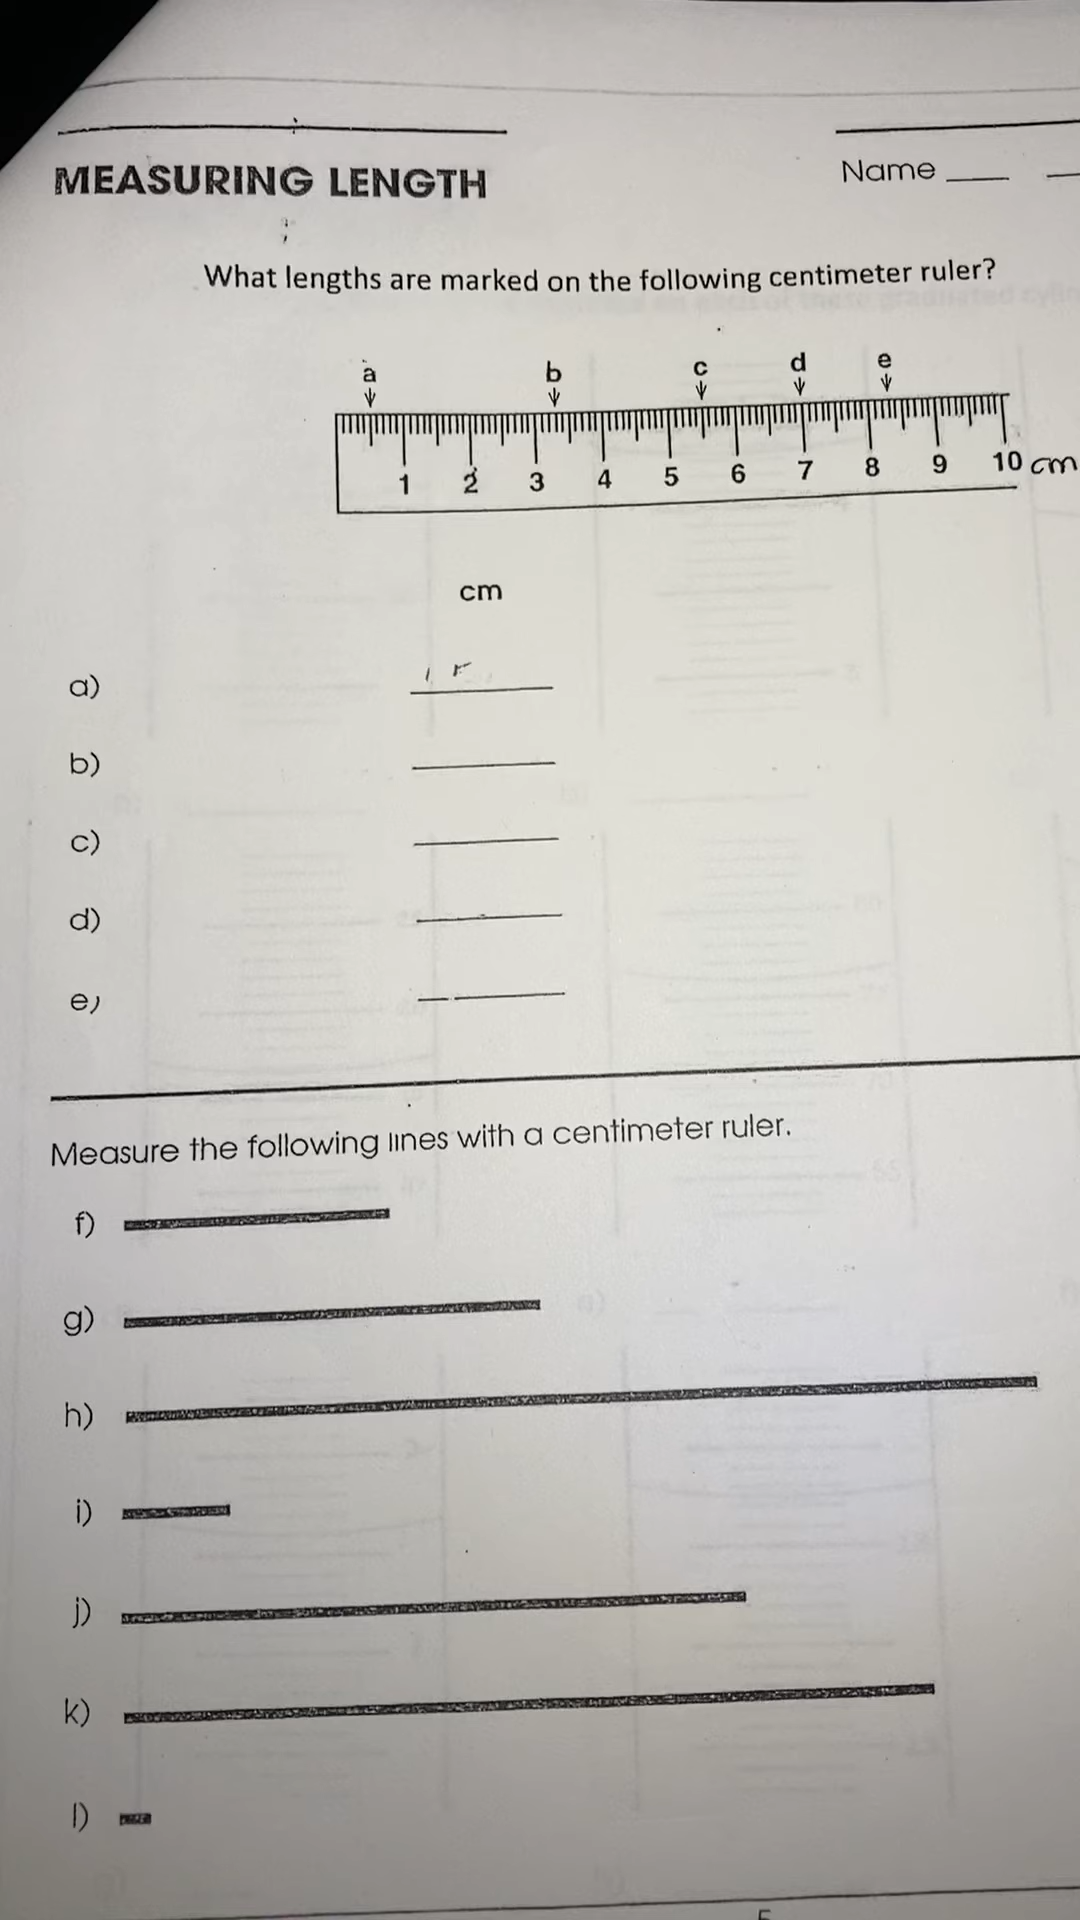 MEASURING LENGTH
Name
What lengths are marked on the following centimeter ruler?
a b c d e
1 2 3 4 5 6 7 8 9 10 cm
cm
a)
b)
c)
d)
e)
Measure the following lines with a centimeter ruler.
f)
g)
h)
i)
j)
k)
l)